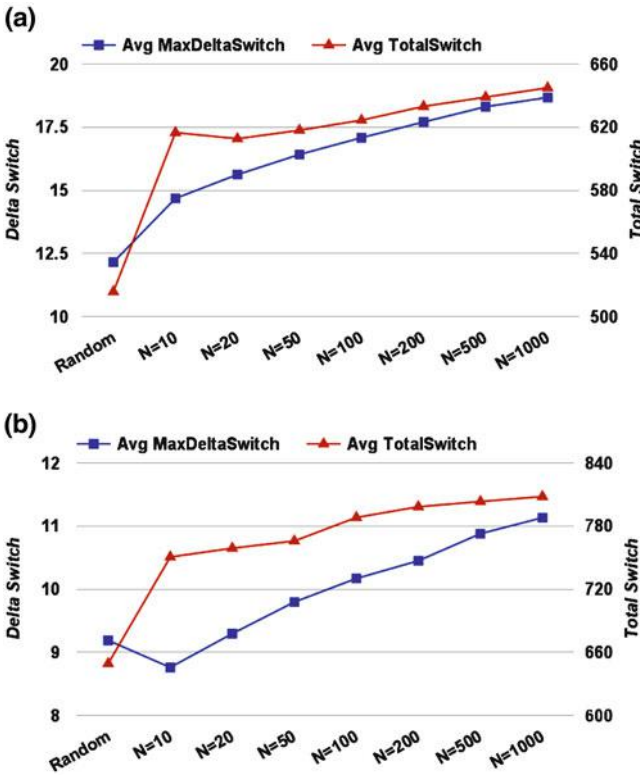 (a)
Avg MaxDeltaSwitch Avg TotalSwitch
20 660
17.5 620
15 580
12.5 540
10 500
Delta Switch
Total Switch
Random N=10 N=20 N=50 N=100 N=200 N=500 N=1000
(b)
Avg MaxDeltaSwitch Avg TotalSwitch
12 840
11 780
10 720
9 660
8 600
Delta Switch
Total Switch
Random N=10 N=20 N=50 N=100 N=200 N=500 N=1000